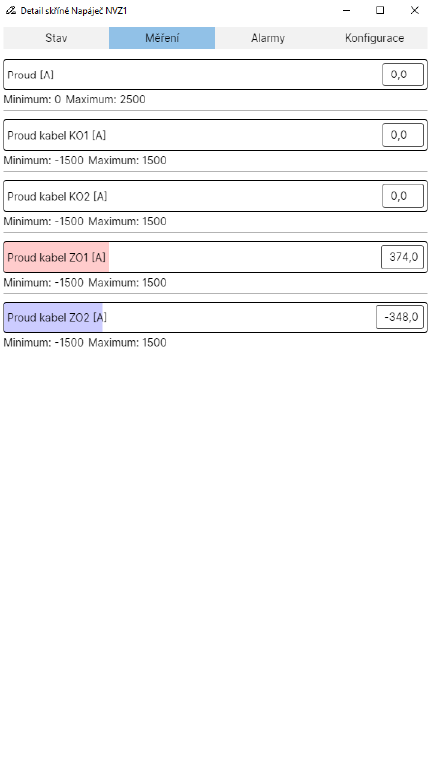 Detail skříně Napáječ NVZ1
Stav Měření Alarmy Konfigurace
Proud [A] 0,0
Minimum: 0 Maximum: 2500
Proud kabel KO1 [A] 0,0
Minimum: -1500 Maximum: 1500
Proud kabel KO2 [A] 0,0
Minimum: -1500 Maximum: 1500
Proud kabel ZO1 [A] 374,0
Minimum: -1500 Maximum: 1500
Proud kabel ZO2 [A] -348,0
Minimum: -1500 Maximum: 1500